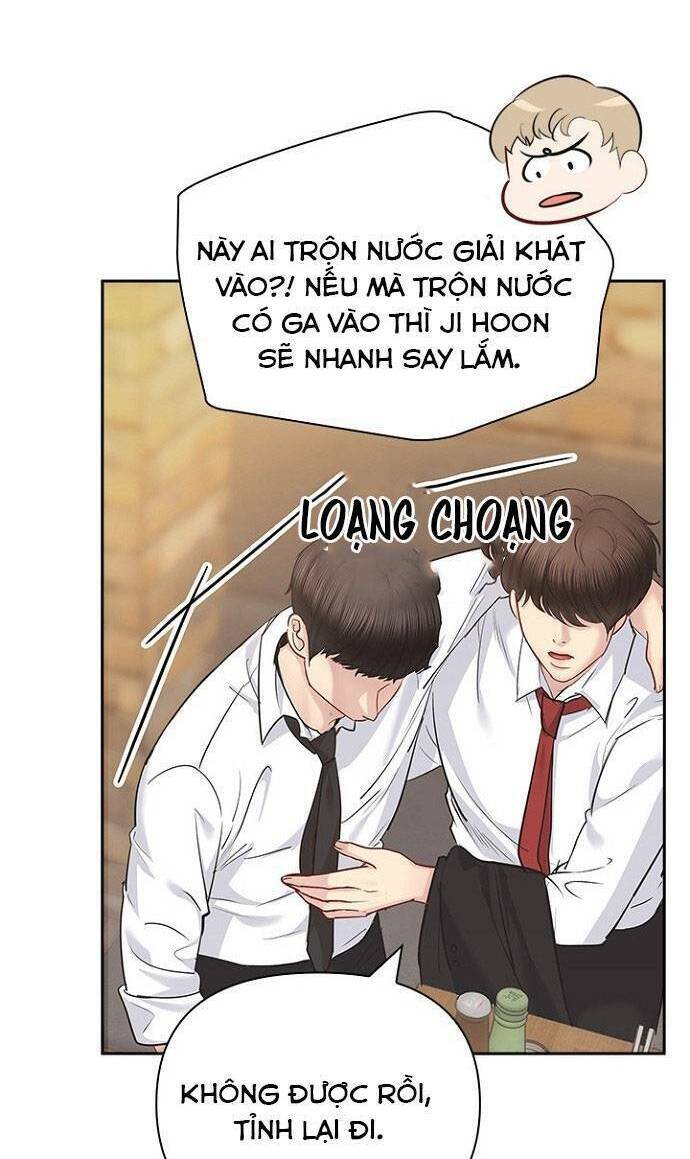 NÀY AI TRỘN NƯỚC GIẢI KHÁT
VÀO?! NẾU MÀ TRỘN NƯỚC
CÓ GA VÀO THÌ JI HOON
SẼ NHANH SAY LẮM.
LOẠNG CHOẠNG
KHÔNG ĐƯỢC RỒI,
TỈNH LẠI ĐI.